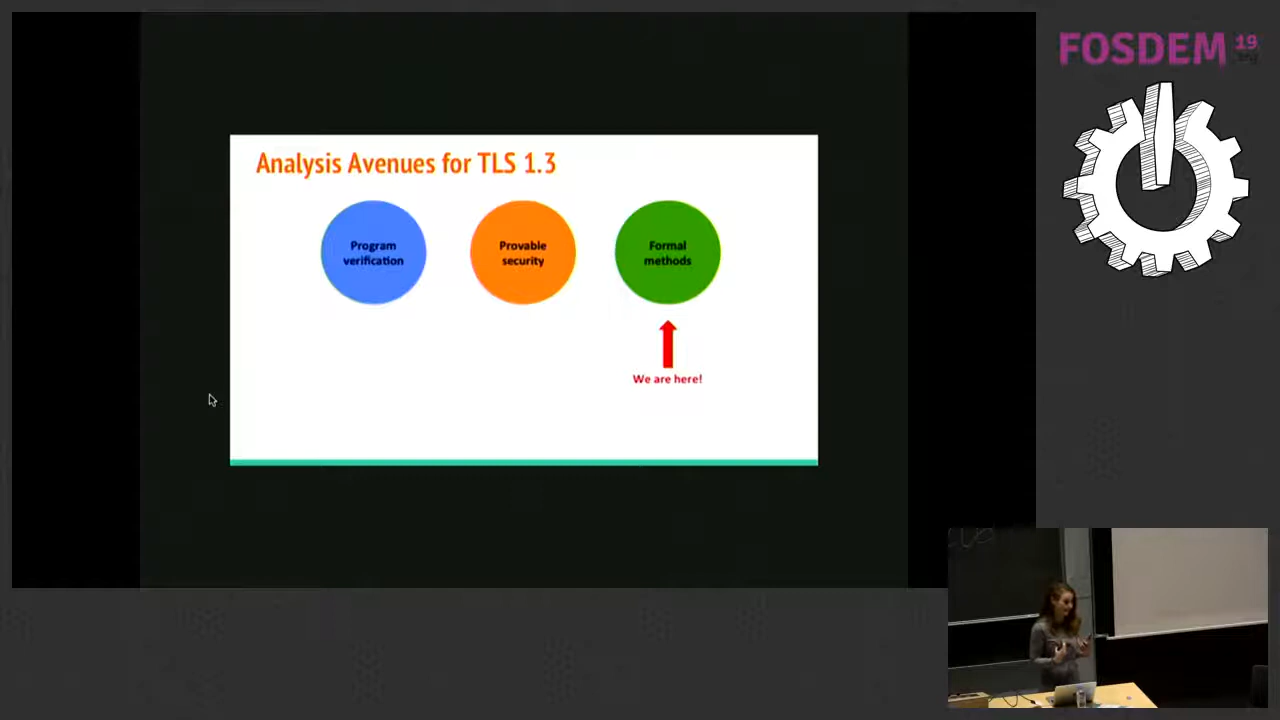 FOSDEM 19
Analysis Avenues for TLS 1.3
Program
verification
Provable
security
Formal
methods
We are here!